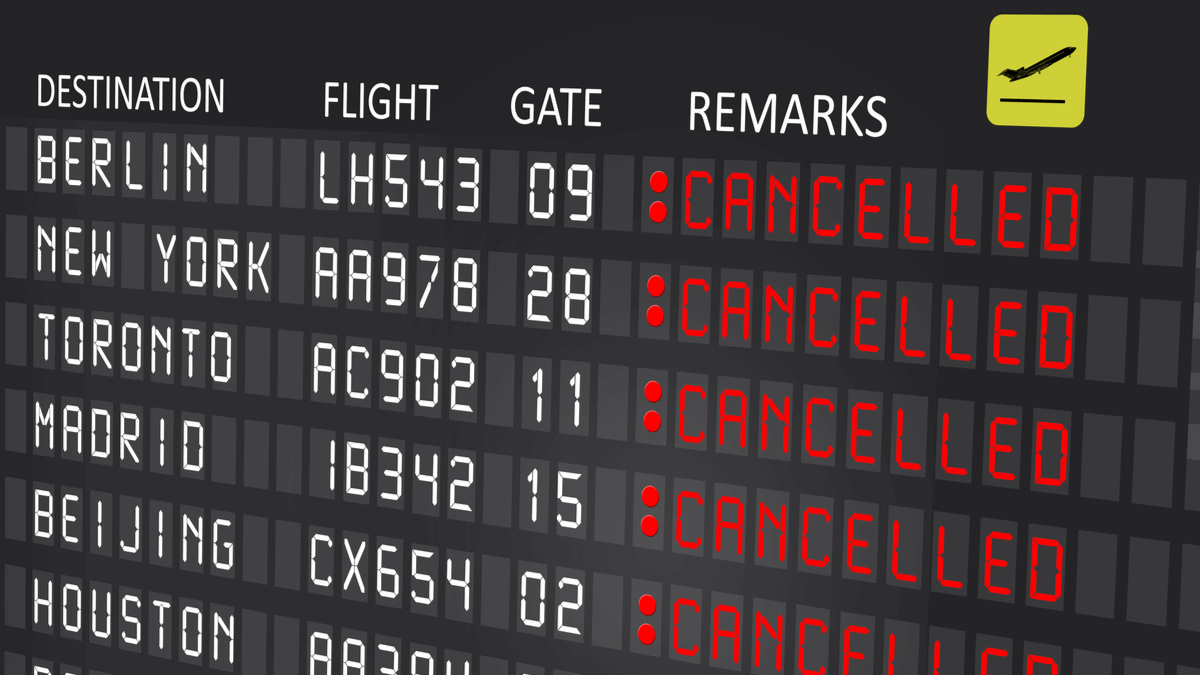 DESTINATION FLIGHT GATE REMARKS
BERLIN LH543 09 CANCELLED
NEW YORK AA978 28 CANCELLED
TORONTO AC902 11 CANCELLED
MADRID IB342 15 CANCELLED
BEIJING CX654 02 CANCELLED
HOUSTON